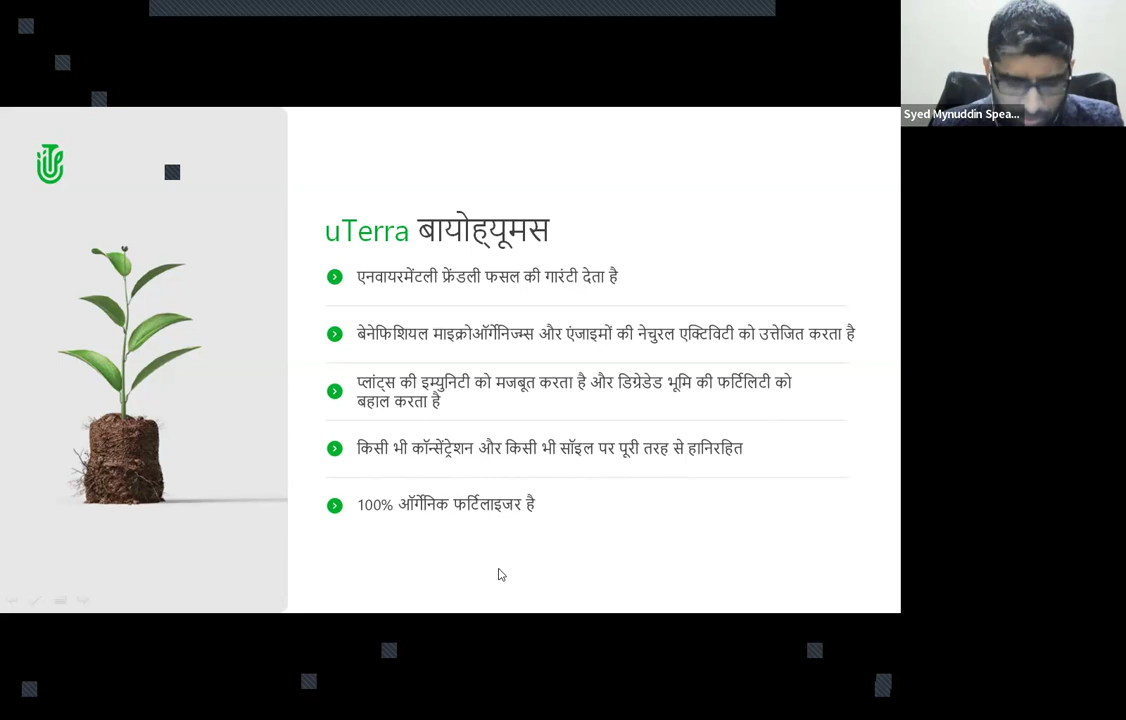 Syed Mynuddin Spea...
uTerra बायोह्यूमस
एनवायरमेंटली फ्रेंडली फसल की गारंटी देता है
बेनेफिशियल माइक्रोऑर्गेनिज्म्स और एंजाइमों की नेचुरल एक्टिविटी को उत्तेजित करता है
प्लांट्स की इम्युनिटी को मजबूत करता है और डिग्रेडेड भूमि की फर्टिलिटी को
बहाल करता है
किसी भी कॉन्सेंट्रेशन और किसी भी सॉइल पर पूरी तरह से हानिरहित
100% ऑर्गेनिक फर्टिलाइजर है